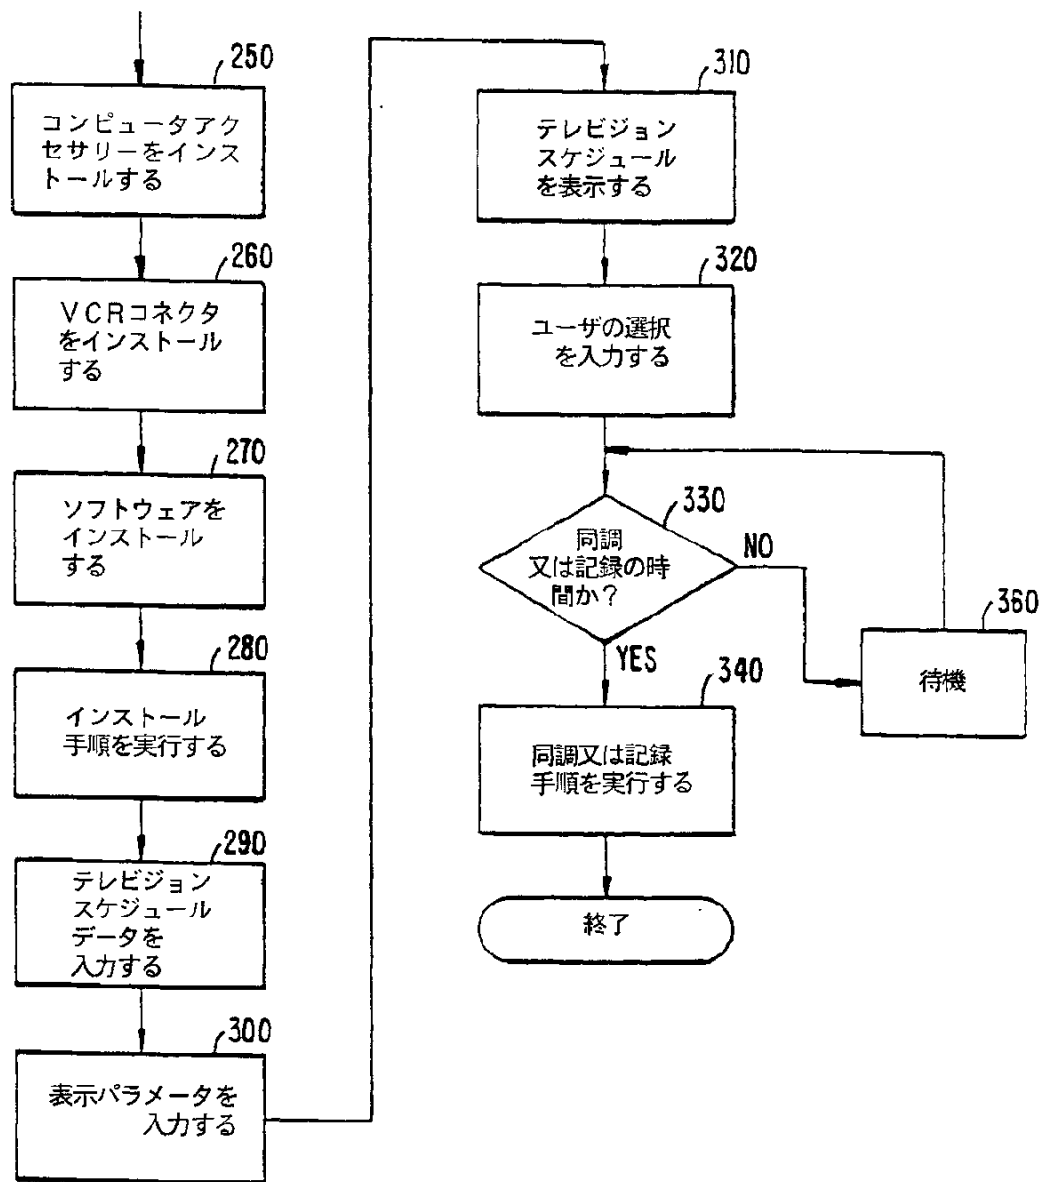 250
コンピュータアク
セサリーをインス
トールする
260
VCRコネクタ
をインストール
する
270
ソフトウェアを
インストール
する
280
インストール
手順を実行する
290
テレビジョン
スケジュール
データを
入力する
300
表示パラメータを
入力する
310
テレビジョン
スケジュール
を表示する
320
ユーザの選択
を入力する
330
同調
又は記録の時
間か?
NO
YES
360
待機
340
同調又は記録
手順を実行する
終了